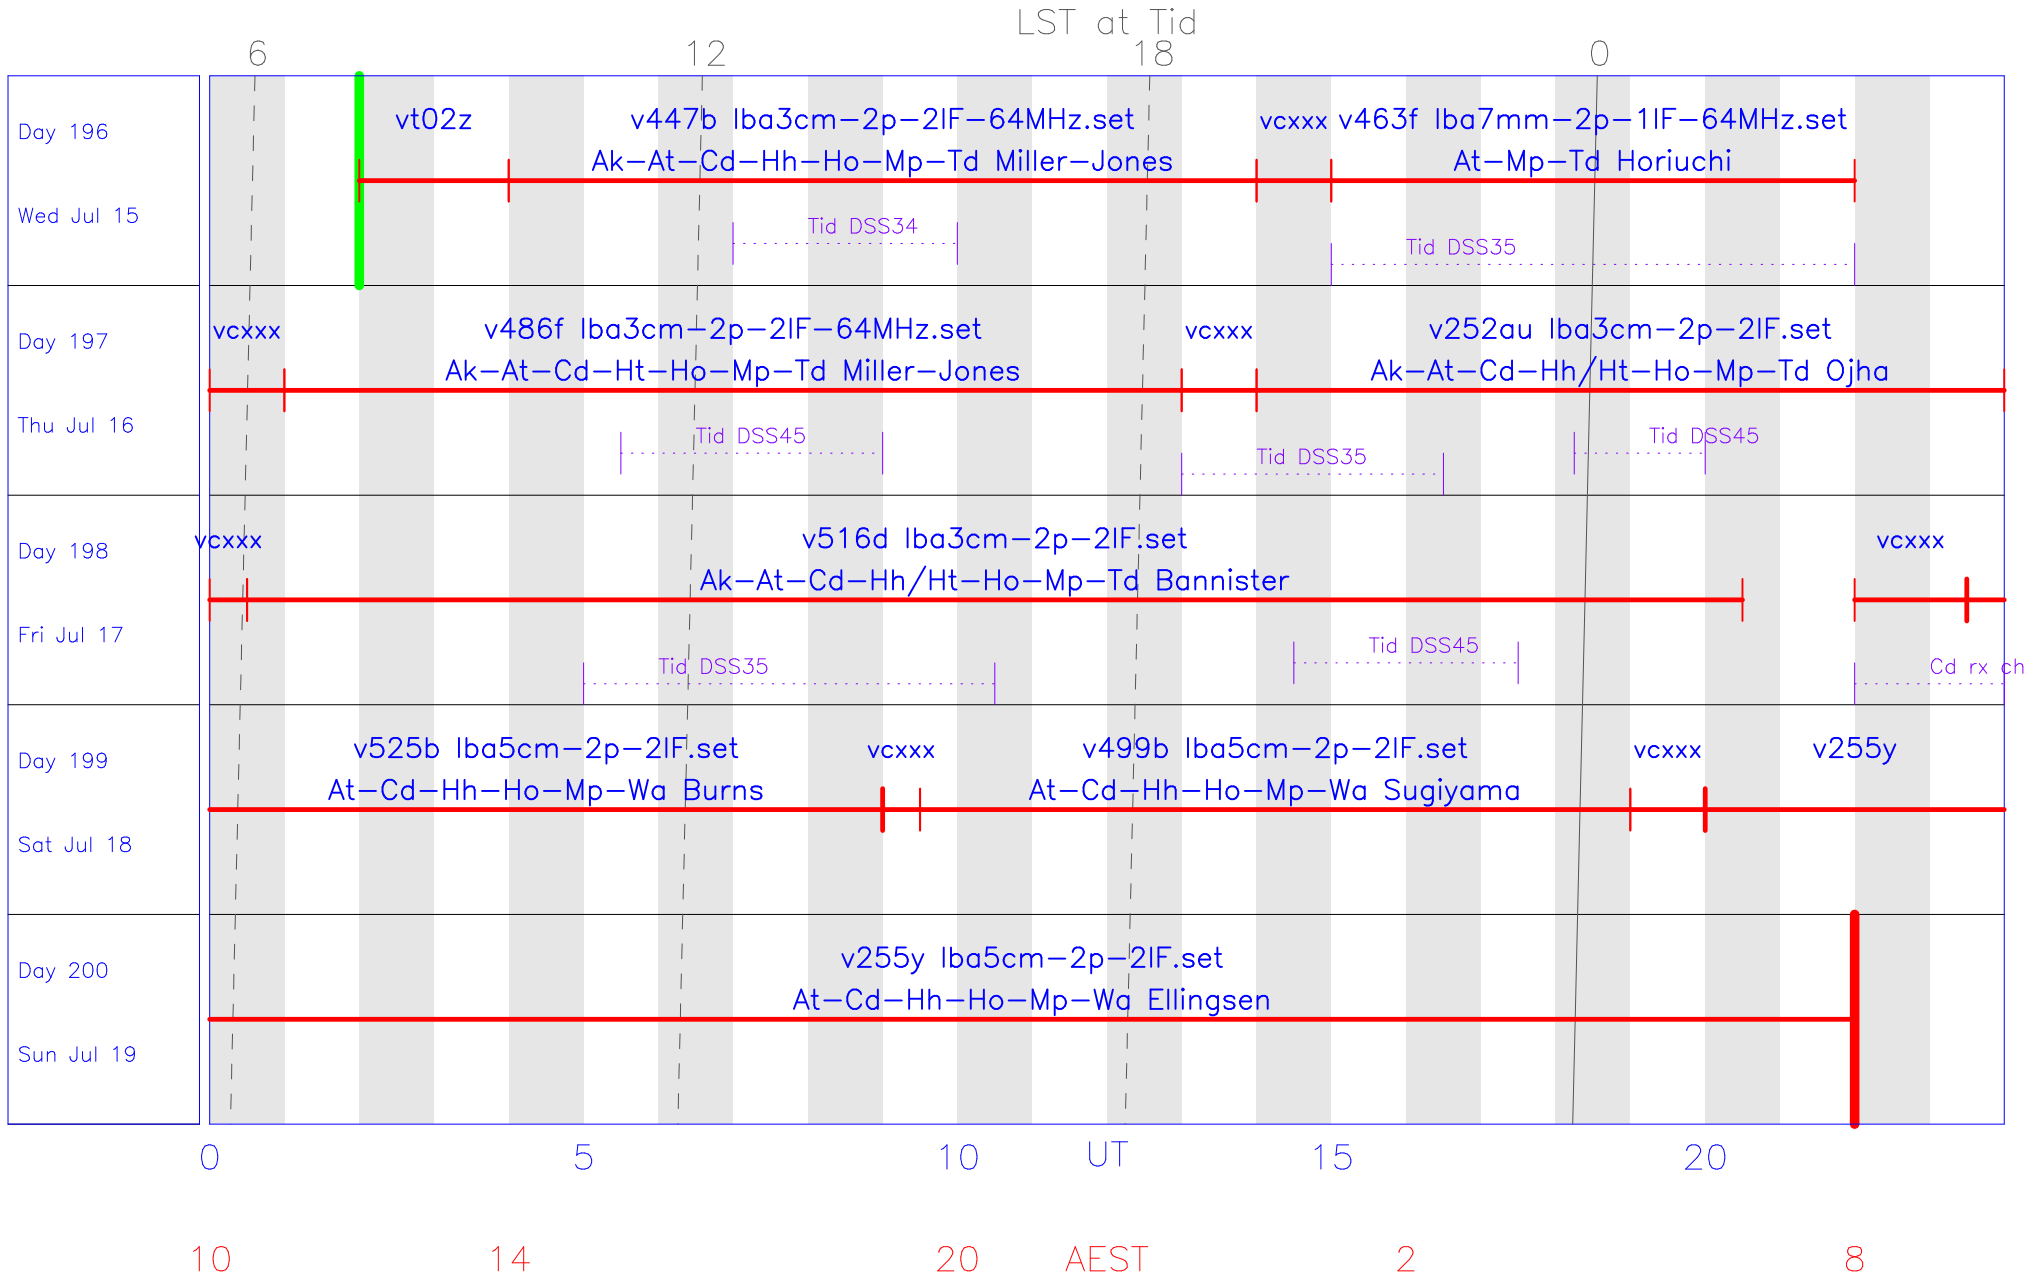 LST at Tid
6 12 18 0
Day 196
vt02z v447b lba3cm-2p-2IF-64MHz.set vcxxx v463f lba7mm-2p-1IF-64MHz.set
Ak-At-Cd-Hh-Ho-Mp-Td Miller-Jones At-Mp-Td Horiuchi
Wed Jul 15
Tid DSS34 Tid DSS35
Day 197
vcxxx v486f lba3cm-2p-2IF-64MHz.set vcxxx v252au lba3cm-2p-2IF.set
Ak-At-Cd-Ht-Ho-Mp-Td Miller-Jones Ak-At-Cd-Hh/Ht-Ho-Mp-Td Ojha
Thu Jul 16
Tid DSS45 Tid DSS35 Tid DSS45
Day 198
vcxxx v516d lba3cm-2p-2IF.set vcxxx
Ak-At-Cd-Hh/Ht-Ho-Mp-Td Bannister
Fri Jul 17
Tid DSS35 Tid DSS45 Cd rx ch
Day 199
v525b lba5cm-2p-2IF.set vcxxx v499b lba5cm-2p-2IF.set vcxxx v255y
At-Cd-Hh-Ho-Mp-Wa Burns At-Cd-Hh-Ho-Mp-Wa Sugiyama
Sat Jul 18
Day 200
v255y lba5cm-2p-2IF.set
At-Cd-Hh-Ho-Mp-Wa Ellingsen
Sun Jul 19
0 5 10 UT 15 20
10 14 20 AEST 2 8